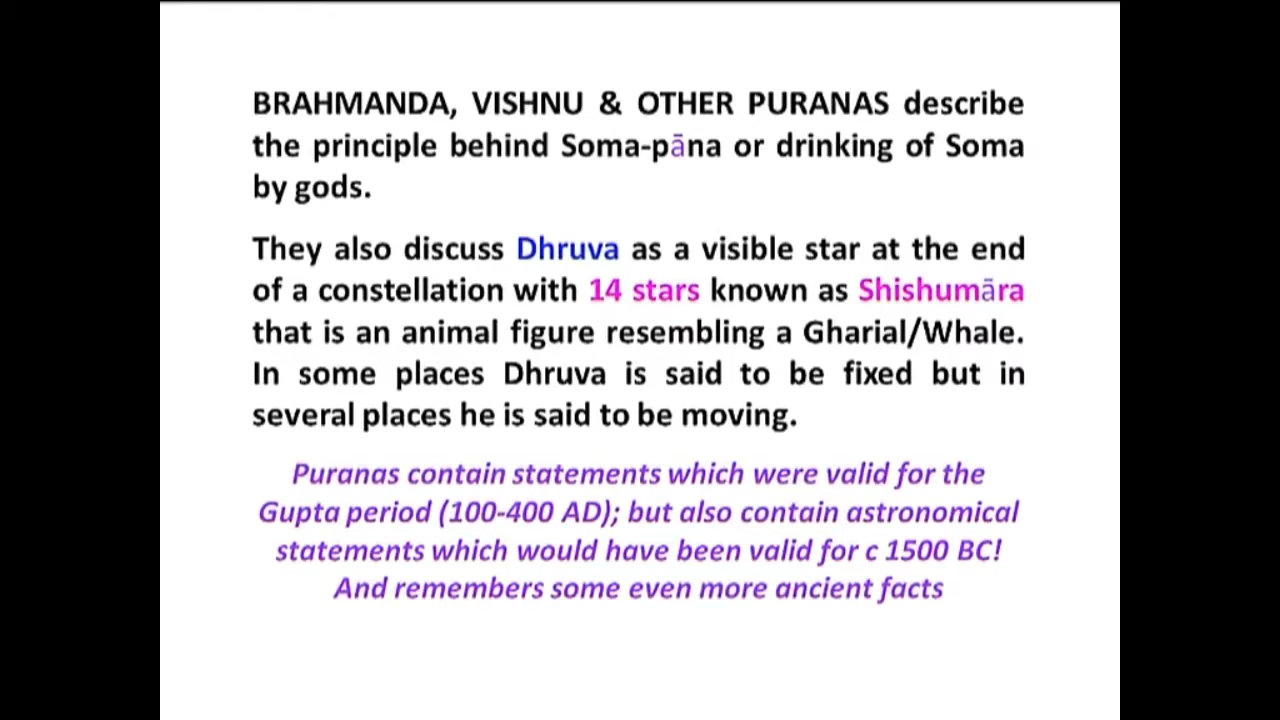 BRAHMANDA, VISHNU & OTHER PURANAS describe
the principle behind Soma-pāna or drinking of Soma
by gods.
They also discuss Dhruva as a visible star at the end
of a constellation with 14 stars known as Shishumāra
that is an animal figure resembling a Gharial/Whale.
In some places Dhruva is said to be fixed but in
several places he is said to be moving.
Puranas contain statements which were valid for the
Gupta period (100-400 AD); but also contain astronomical
statements which would have been valid for c 1500 BC!
And remembers some even more ancient facts